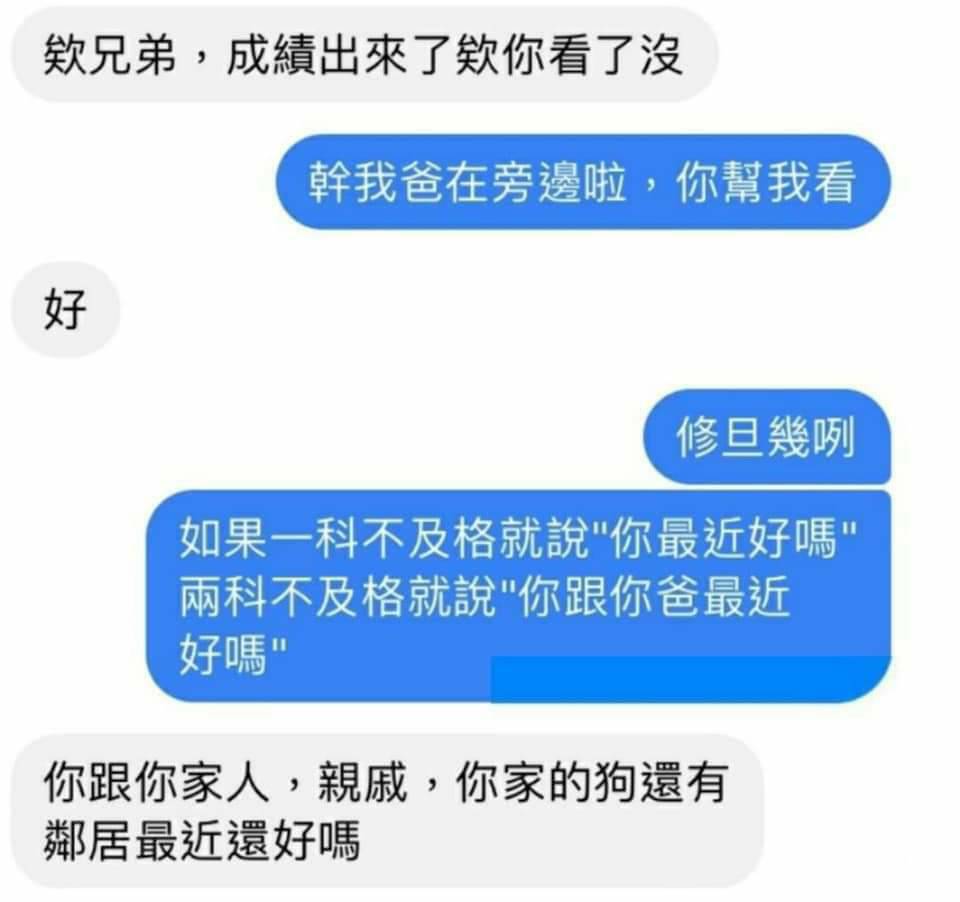 欸兄弟，成績出來了欸你看了沒
幹我爸在旁邊啦，你幫我看
好
修旦幾咧
如果一科不及格就說"你最近好嗎"
兩科不及格就說"你跟你爸最近
好嗎"
你跟你家人，親戚，你家的狗還有
鄰居最近還好嗎